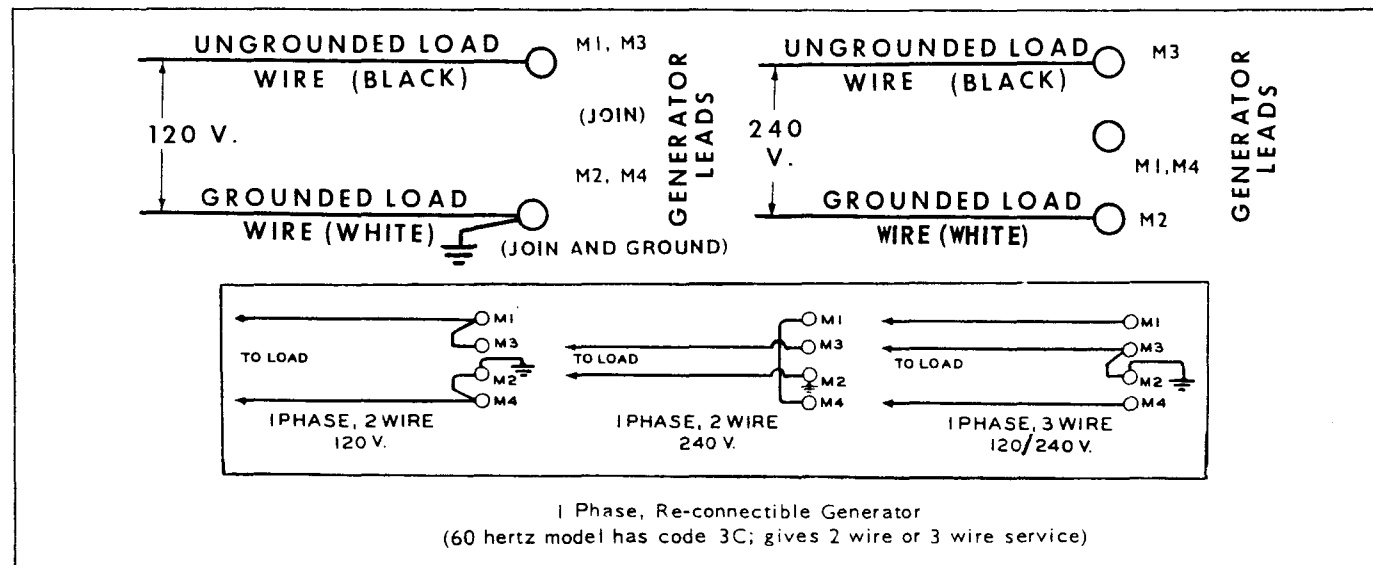 UNGROUNDED LOAD
WIRE (BLACK)
M1, M3
(JOIN)
120 V.
M2, M4
GENERATOR
LEADS
GROUNDED LOAD
WIRE (WHITE)
(JOIN AND GROUND)
UNGROUNDED LOAD
WIRE (BLACK)
M3
240
V.
M1,M4
GENERATOR
LEADS
GROUNDED LOAD
WIRE (WHITE)
M2
M1
M3
TO LOAD
M2
M4
1 PHASE, 2 WIRE
120 V.
M1
M3
TO LOAD
M2
M4
1 PHASE, 2 WIRE
240 V.
M1
M3
TO LOAD
M2
M4
1 PHASE, 3 WIRE
120/240 V.
1 Phase, Re-connectible Generator
(60 hertz model has code 3C; gives 2 wire or 3 wire service)